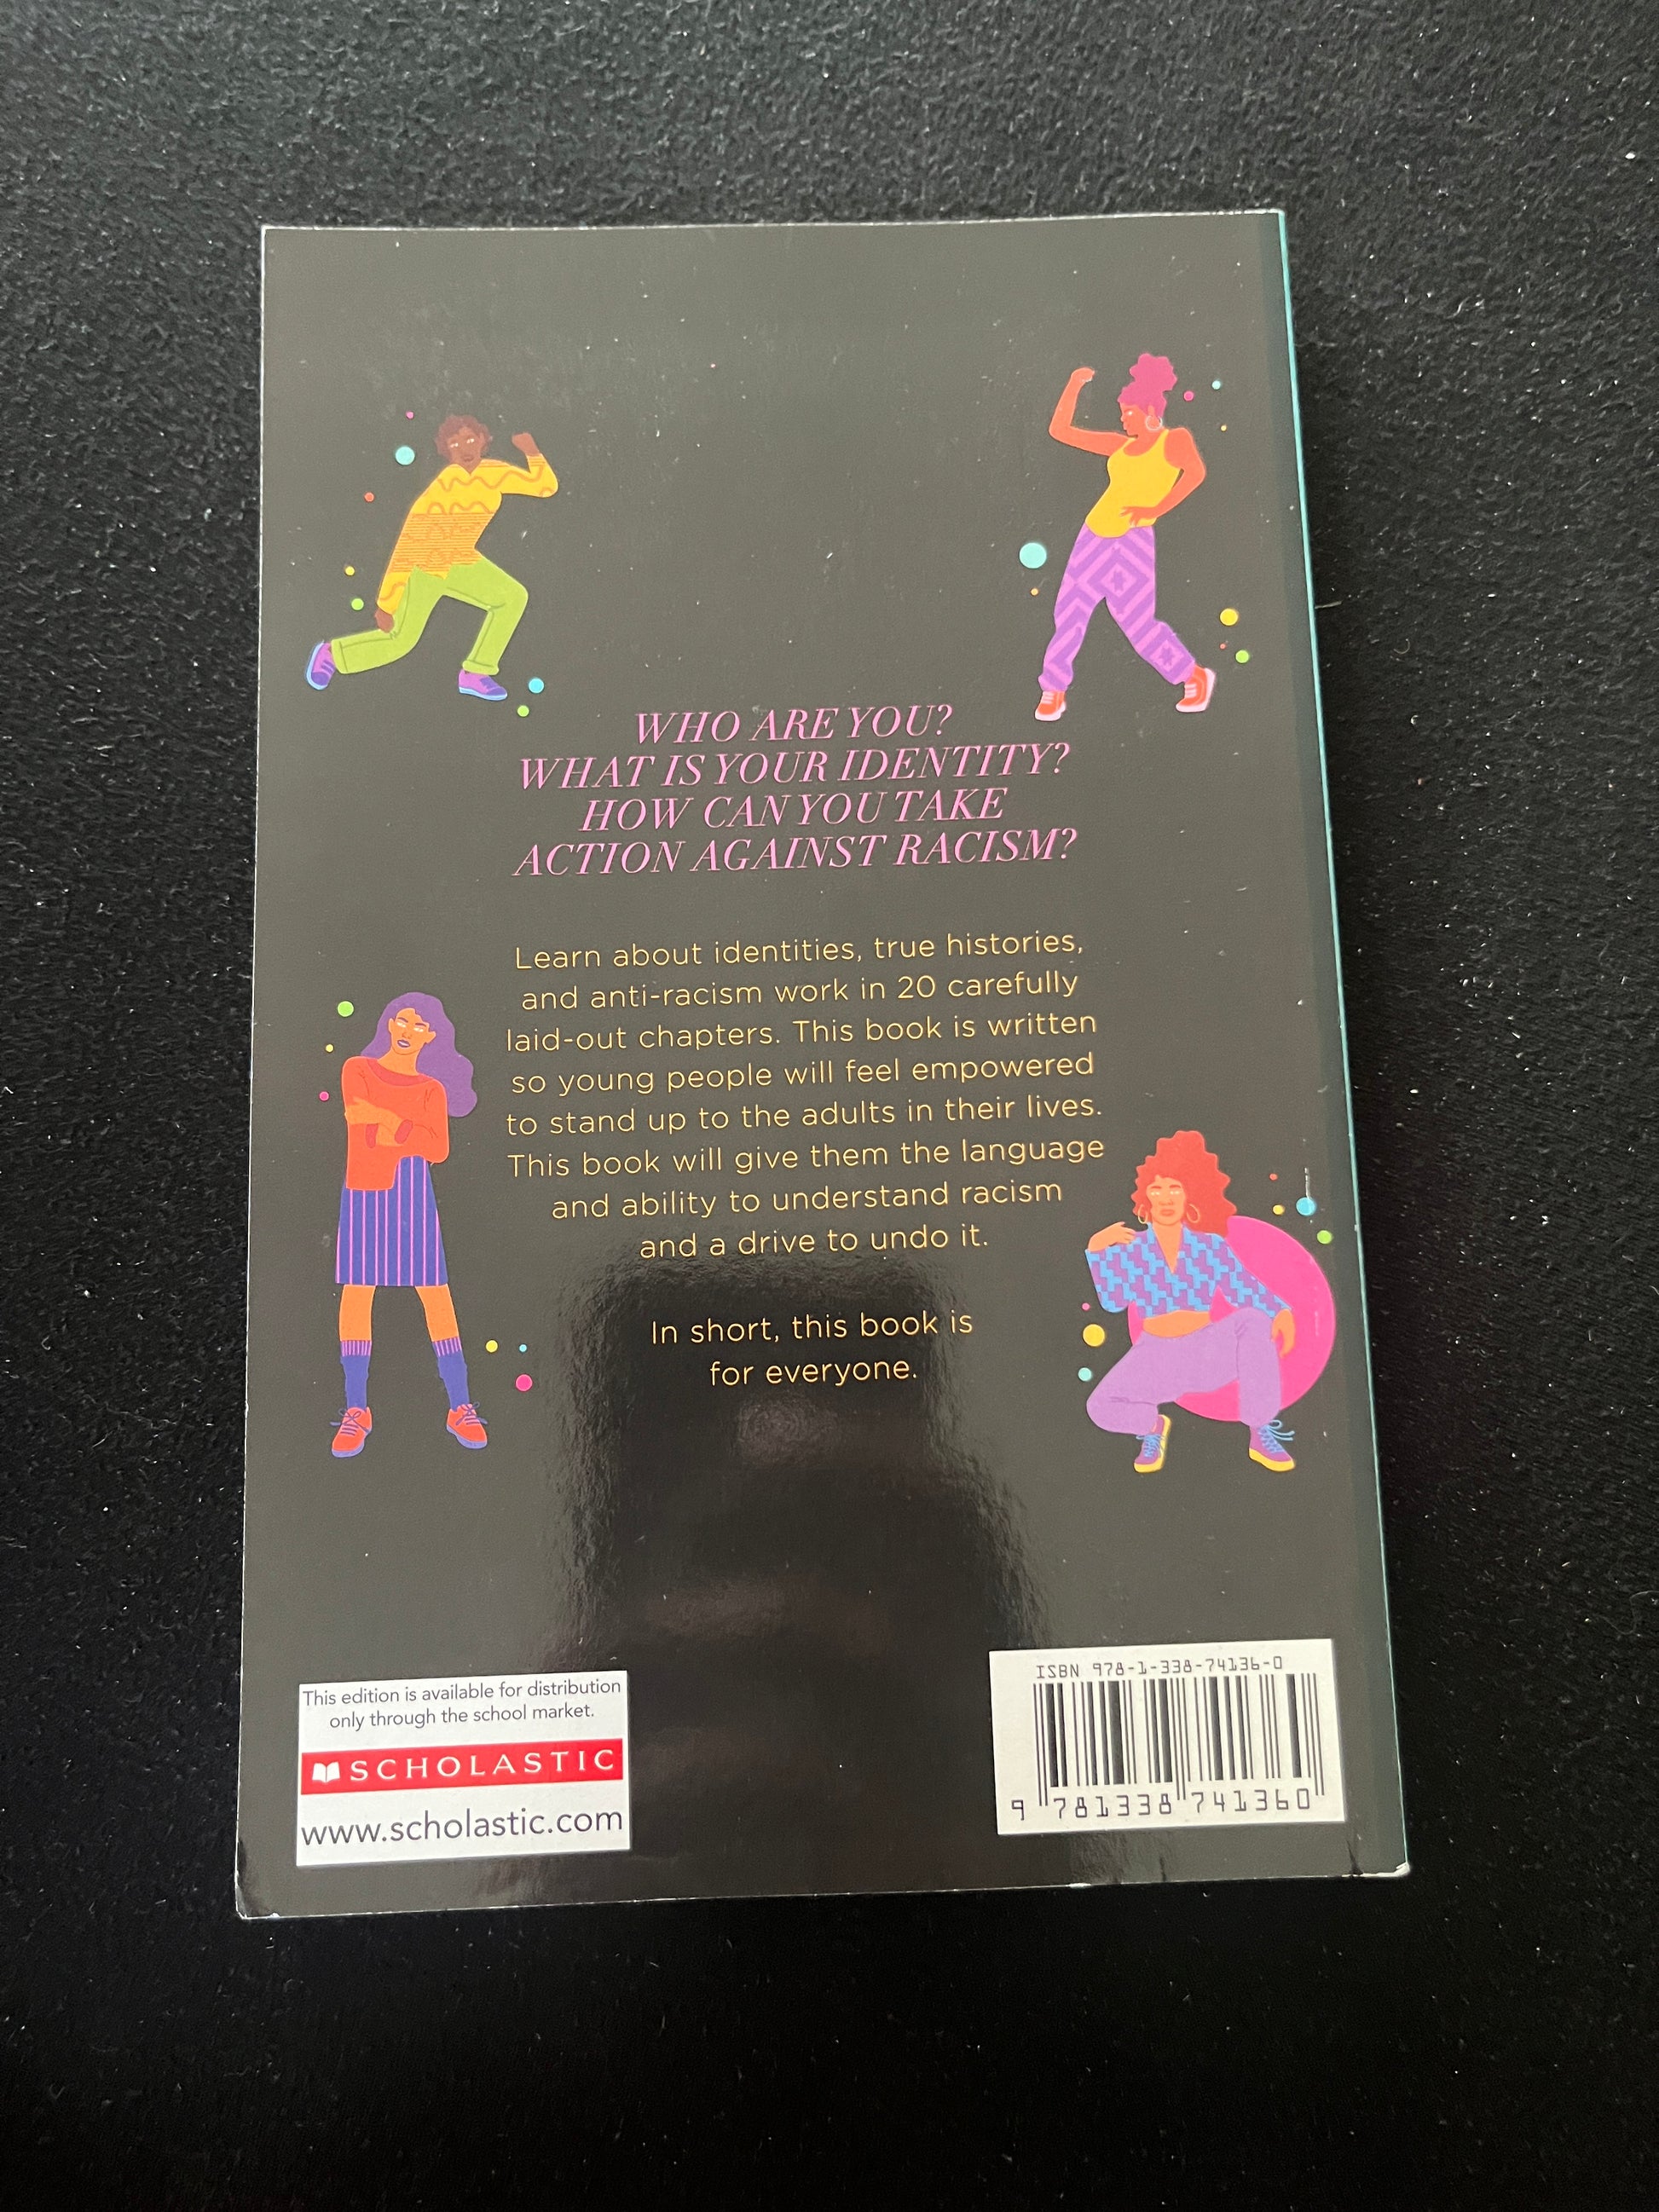 WHO ARE YOU?
WHAT IS YOUR IDENTITY?
HOW CAN YOU TAKE
ACTION AGAINST RACISM?
Learn about identities, true histories,
and anti-racism work in 20 carefully
laid-out chapters. This book is written
so young people will feel empowered
to stand up to the adults in their lives.
This book will give them the language
and ability to understand racism
and a drive to undo it.
In short, this book is
for everyone.
This edition is available for distribution
only through the school market.
SCHOLASTIC
www.scholastic.com
ISBN 978-1-338-74136-0
9 781338 741360